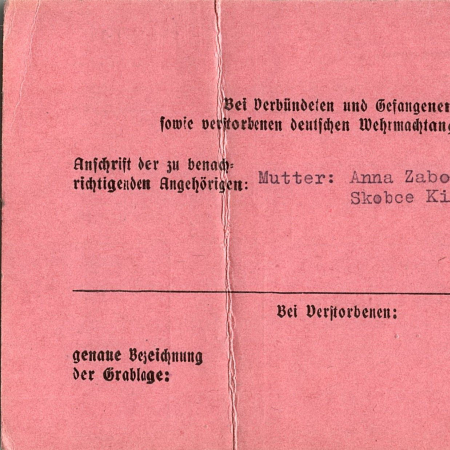 Bei Verbündeten und Gefangenen
sowie verstorbenen deutschen Wehrmachtang
Anschrift der zu benach-
richtigenden Angehörigen: Mutter: Anna Zabo
Skobce Ki
Bei Verstorbenen:
genaue Bezeichnung
der Grablage: